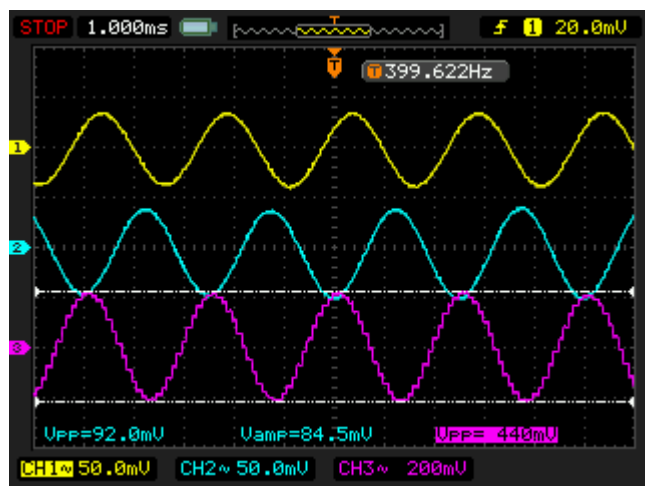 STOP 1.000ms T 1 20.0mV
T
T 399.622Hz
1
2
3
Vpp=92.0mV Vamp=84.5mV Vpp= 440mV
CH1~ 50.0mV CH2~ 50.0mV CH3~ 200mV